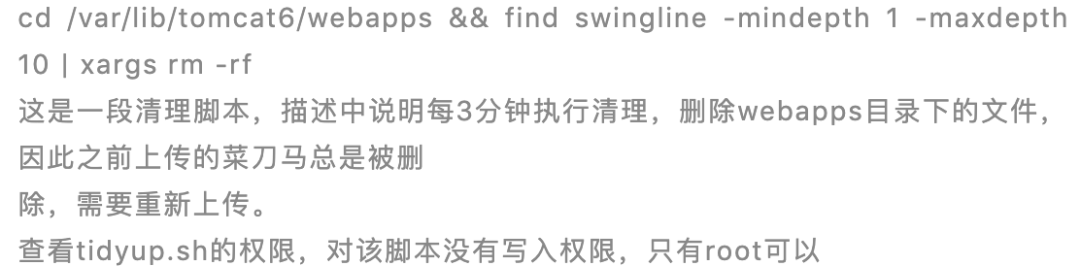 cd /var/lib/tomcat6/webapps && find swingline -mindepth 1 -maxdepth
10 | xargs rm -rf
这是一段清理脚本，描述中说明每3分钟执行清理，删除webapps目录下的文件，
因此之前上传的菜刀马总是被删
除，需要重新上传。
查看tidyup.sh的权限，对该脚本没有写入权限，只有root可以